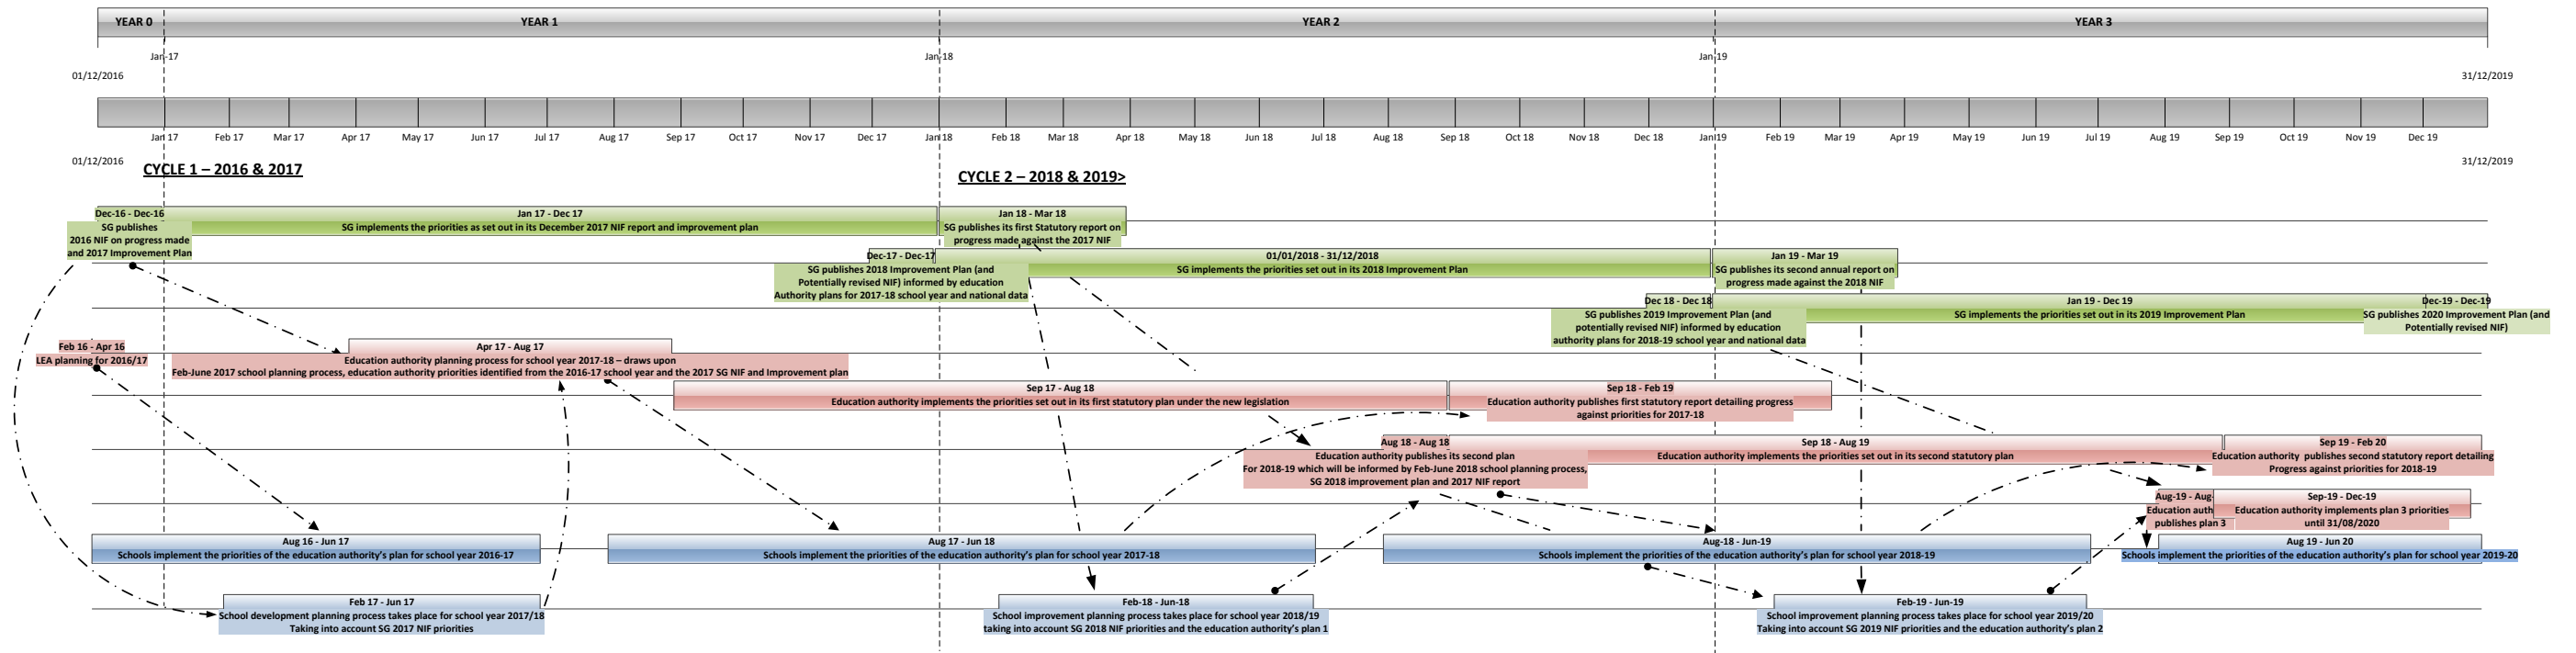 YEAR 0
YEAR 1
YEAR 2
YEAR 3
Jan-17
Jan-18
Jan-19
01/12/2016
31/12/2019
Jan 17
Feb 17
Mar 17
Apr 17
May 17
Jun 17
Jul 17
Aug 17
Sep 17
Oct 17
Nov 17
Dec 17
Jan 18
Feb 18
Mar 18
Apr 18
May 18
Jun 18
Jul 18
Aug 18
Sep 18
Oct 18
Nov 18
Dec 18
Jan 19
Feb 19
Mar 19
Apr 19
May 19
Jun 19
Jul 19
Aug 19
Sep 19
Oct 19
Nov 19
Dec 19
01/12/2016
31/12/2019
CYCLE 1 – 2016 & 2017
CYCLE 2 – 2018 & 2019>
Dec-16 - Dec-16
SG publishes
2016 NIF on progress made
and 2017 Improvement Plan
Jan 17 - Dec 17
SG implements the priorities as set out in its December 2017 NIF report and improvement plan
Jan 18 - Mar 18
SG publishes its first Statutory report on
progress made against the 2017 NIF
Dec-17 - Dec-17
SG publishes 2018 Improvement Plan (and
Potentially revised NIF) informed by education
Authority plans for 2017-18 school year and national data
01/01/2018 - 31/12/2018
SG implements the priorities set out in its 2018 Improvement Plan
Jan 19 - Mar 19
SG publishes its second annual report on
progress made against the 2018 NIF
Dec 18 - Dec 18
SG publishes 2019 Improvement Plan (and
potentially revised NIF) informed by education
authority plans for 2018-19 school year and national data
Jan 19 - Dec 19
SG implements the priorities set out in its 2019 Improvement Plan
Dec-19 - Dec-19
SG publishes 2020 Improvement Plan (and
Potentially revised NIF)
Feb 16 - Apr 16
LEA planning for 2016/17
Apr 17 - Aug 17
Education authority planning process for school year 2017-18 – draws upon
Feb-June 2017 school planning process, education authority priorities identified from the 2016-17 school year and the 2017 SG NIF and Improvement plan
Sep 17 - Aug 18
Education authority implements the priorities set out in its first statutory plan under the new legislation
Sep 18 - Feb 19
Education authority publishes first statutory report detailing progress
against priorities for 2017-18
Aug 18 - Aug 18
Education authority publishes its second plan
For 2018-19 which will be informed by Feb-June 2018 school planning process,
SG 2018 improvement plan and 2017 NIF report
Sep 18 - Aug 19
Education authority implements the priorities set out in its second statutory plan
Sep 19 - Feb 20
Education authority publishes second statutory report detailing
Progress against priorities for 2018-19
Aug-19 - Aug-
Education auth
publishes plan 3
Sep-19 - Dec-19
Education authority implements plan 3 priorities
until 31/08/2020
Aug 16 - Jun 17
Schools implement the priorities of the education authority's plan for school year 2016-17
Aug 17 - Jun 18
Schools implement the priorities of the education authority's plan for school year 2017-18
Aug-18 - Jun-19
Schools implement the priorities of the education authority's plan for school year 2018-19
Aug 19 - Jun 20
Schools implement the priorities of the education authority's plan for school year 2019-20
Feb 17 - Jun 17
School development planning process takes place for school year 2017/18
Taking into account SG 2017 NIF priorities
Feb-18 - Jun-18
School improvement planning process takes place for school year 2018/19
taking into account SG 2018 NIF priorities and the education authority's plan 1
Feb-19 - Jun-19
School improvement planning process takes place for school year 2019/20
Taking into account SG 2019 NIF priorities and the education authority's plan 2